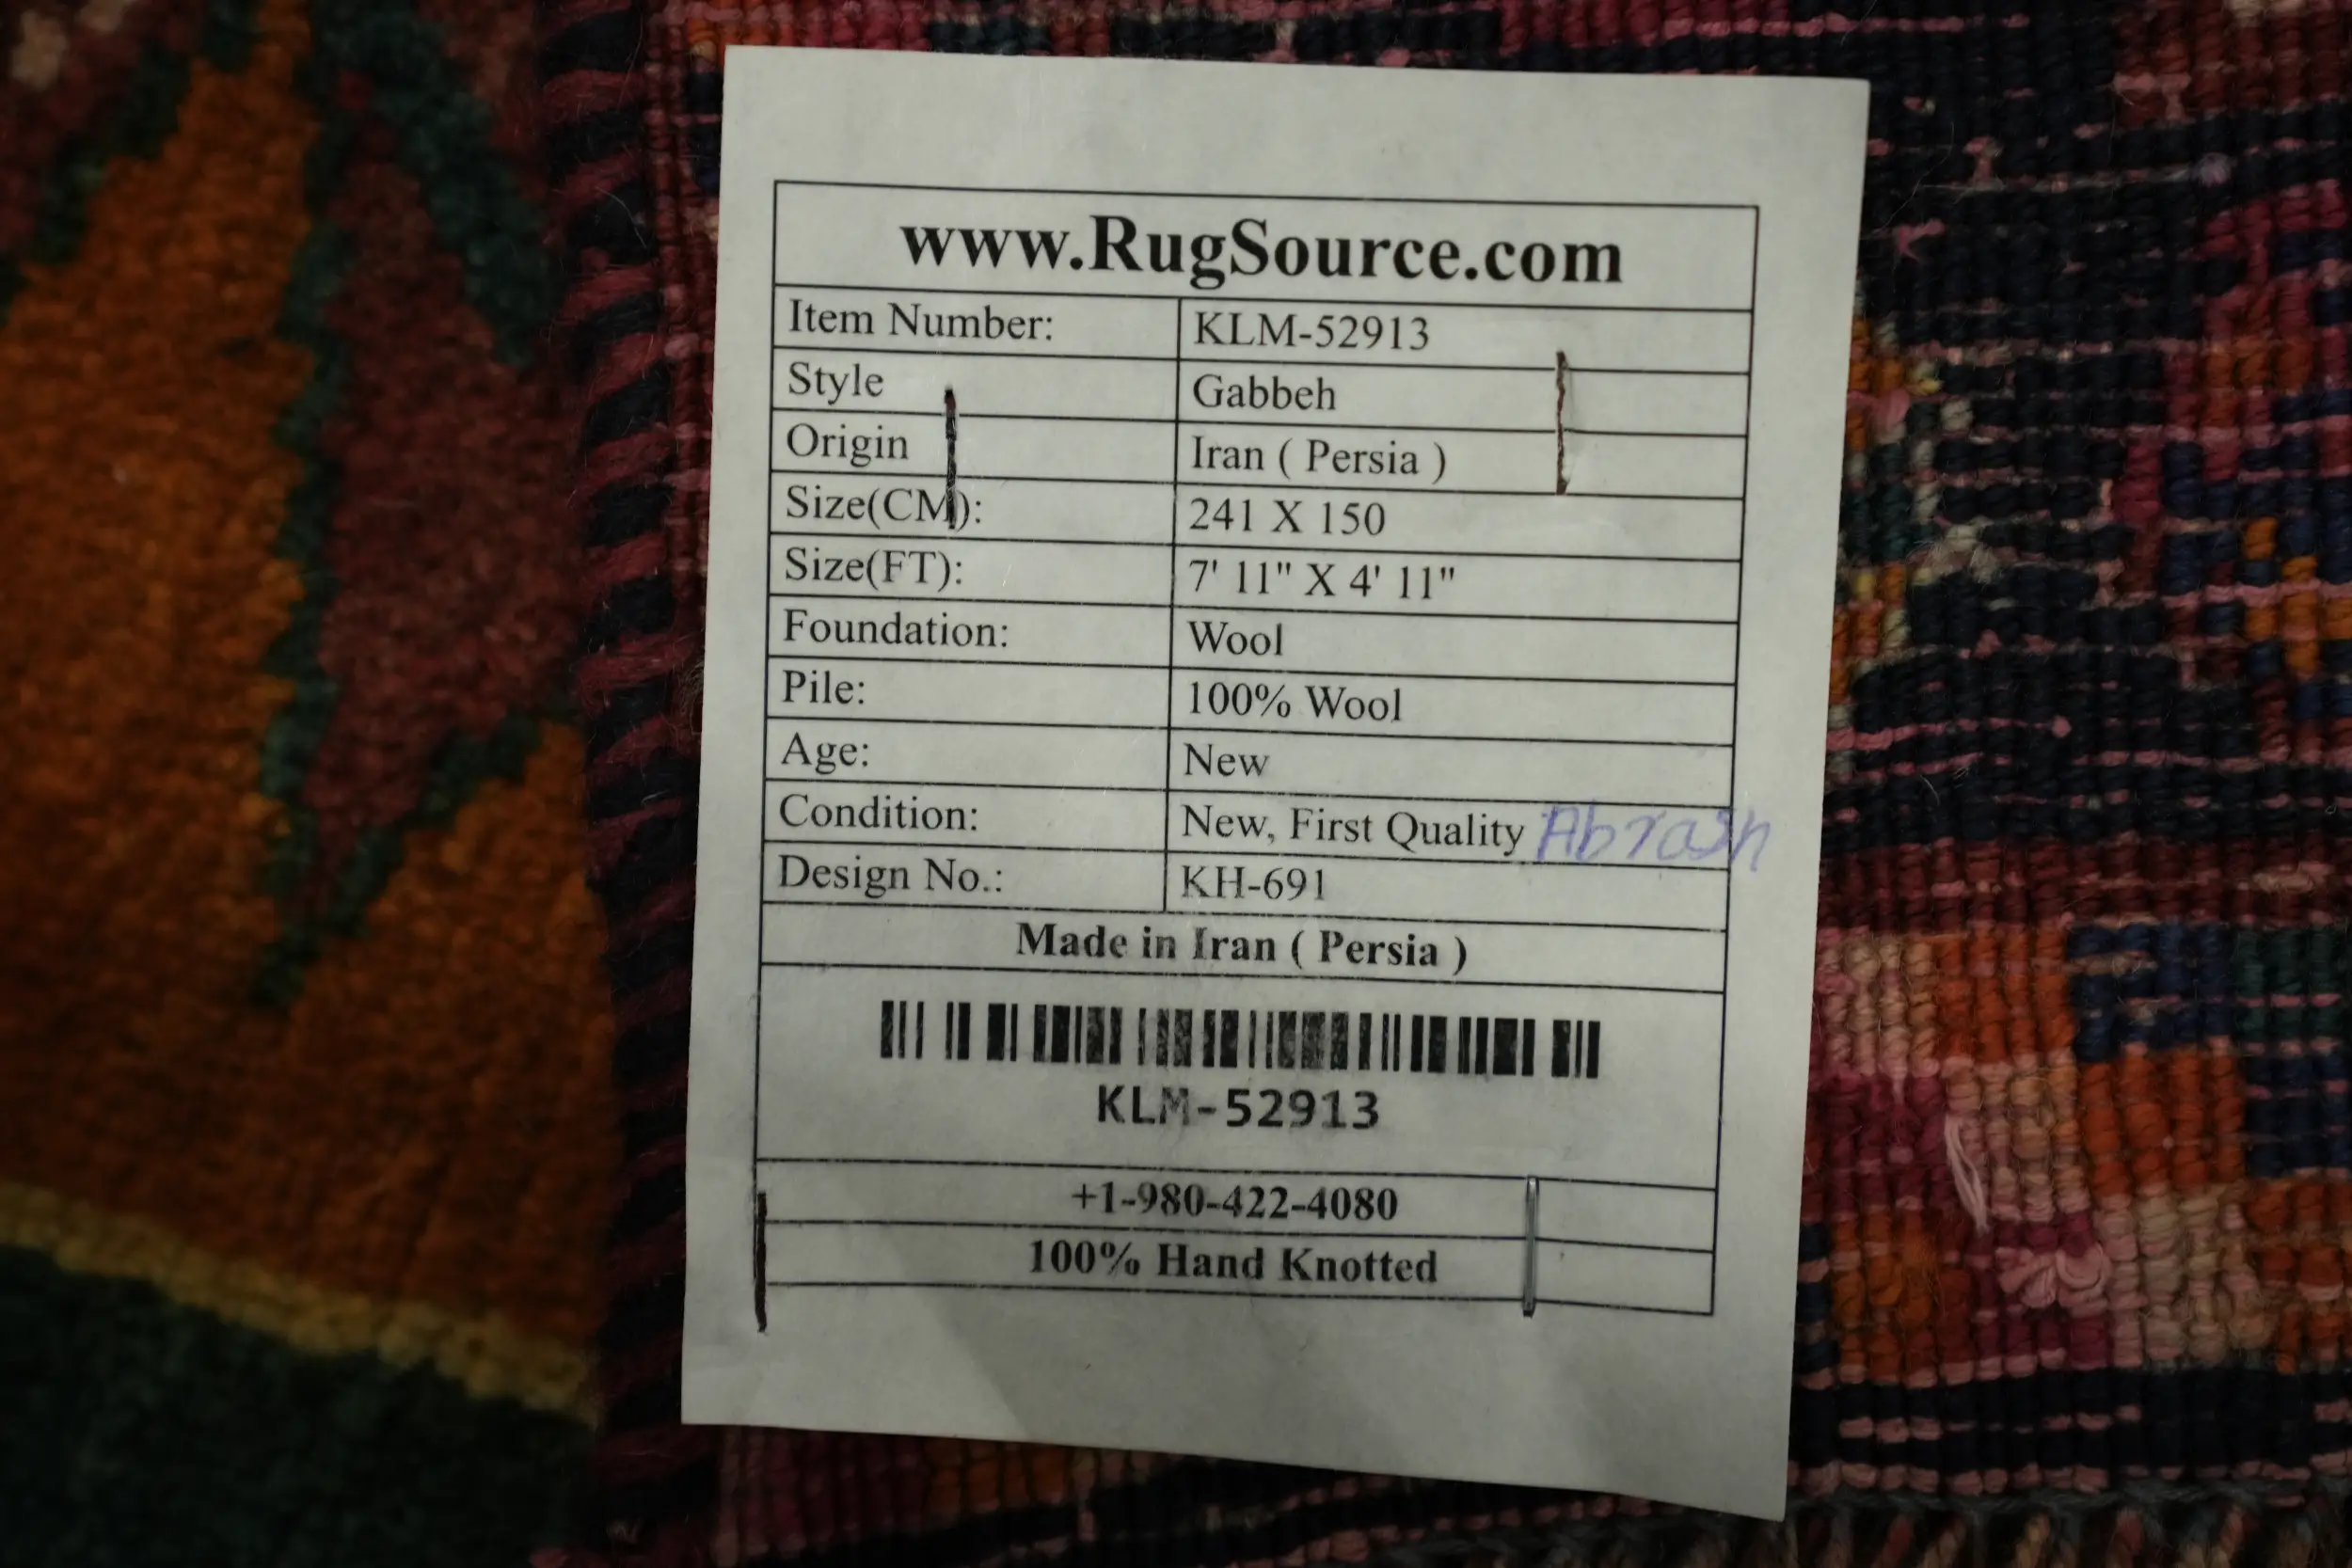 www.RugSource.com
Item Number: KLM-52913
Style Gabbeh
Origin Iran ( Persia )
Size(CM): 241 X 150
Size(FT): 7' 11" X 4' 11"
Foundation: Wool
Pile: 100% Wool
Age: New
Condition: New, First Quality Abrash
Design No.: KH-691
Made in Iran ( Persia )
KLM-52913
+1-980-422-4080
100% Hand Knotted